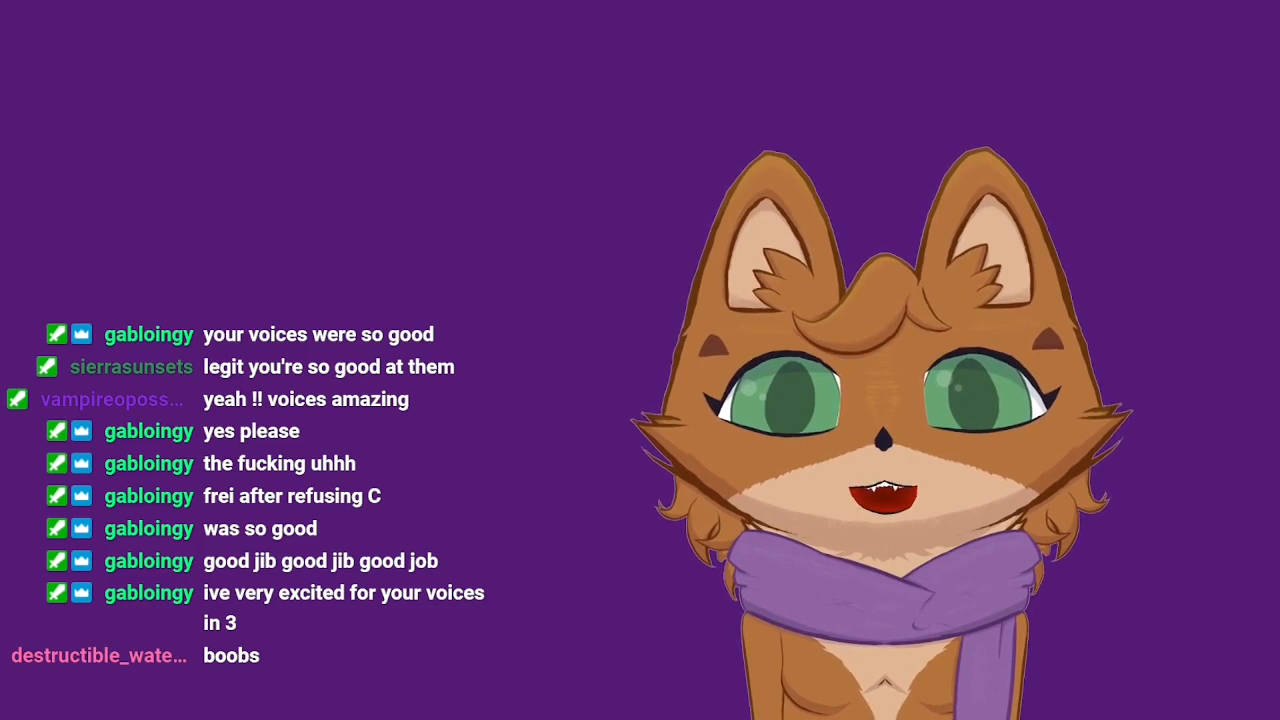 gabloingy your voices were so good
sierrasunsets legit you're so good at them
vampireoposs... yeah !! voices amazing
gabloingy yes please
gabloingy the fucking uhhh
gabloingy frei after refusing C
gabloingy was so good
gabloingy good jib good jib good job
gabloingy ive very excited for your voices
in 3
destructible_wate... boobs